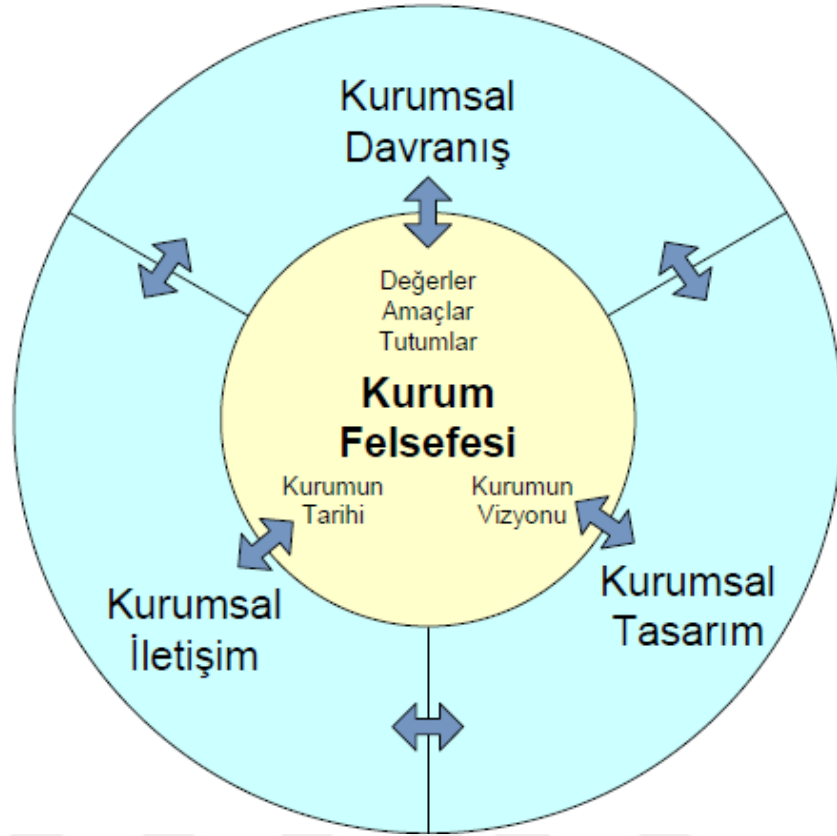 Kurumsal
Davranış
Değerler
Amaçlar
Tutumlar
Kurum
Felsefesi
Kurumun
Tarihi
Kurumun
Vizyonu
Kurumsal
İletişim
Kurumsal
Tasarım